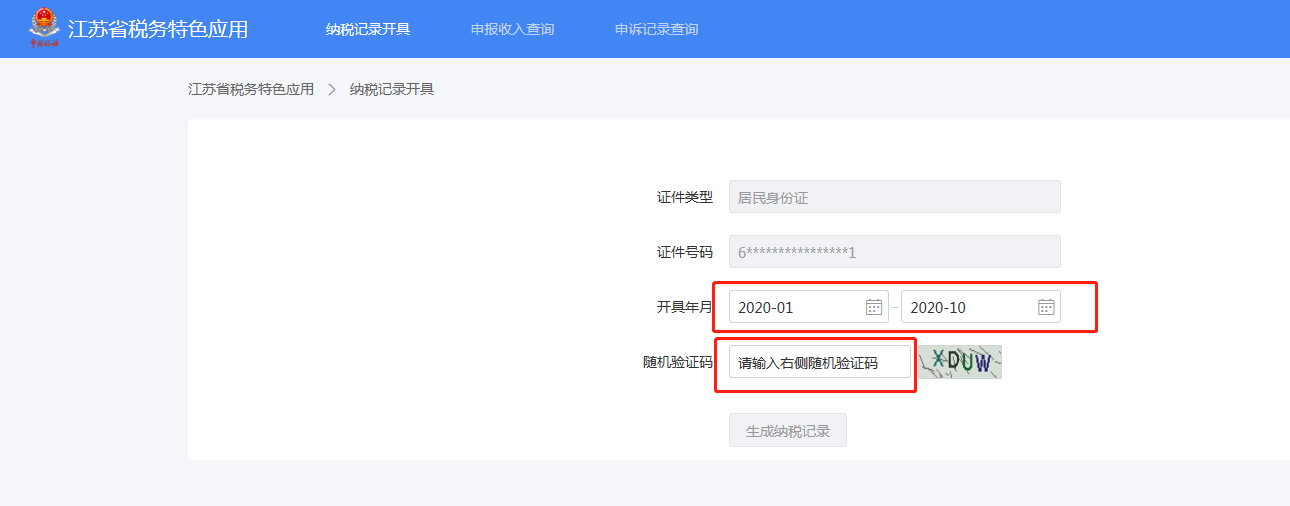 江苏省税务特色应用 纳税记录开具 申报收入查询 申诉记录查询
江苏省税务特色应用 > 纳税记录开具
证件类型 居民身份证
证件号码 6****************1
开具年月 2020-01 – 2020-10
随机验证码 请输入右侧随机验证码 XDUW
生成纳税记录